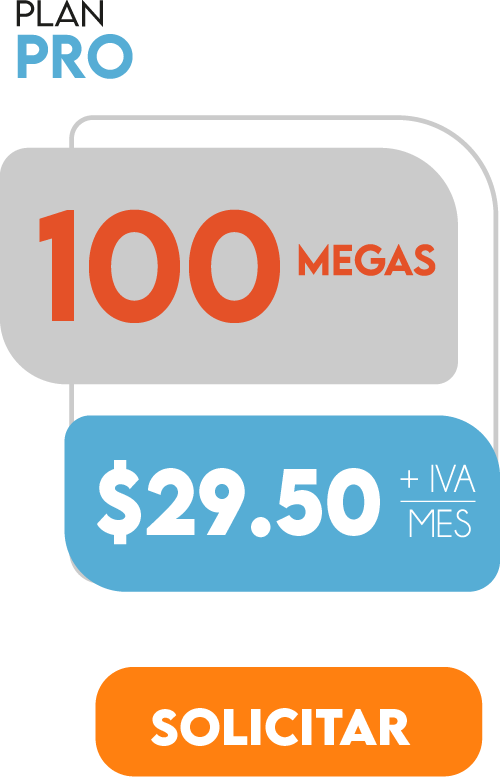 PLAN
PRO
100 MEGAS
$29.50 + IVA
MES
SOLICITAR